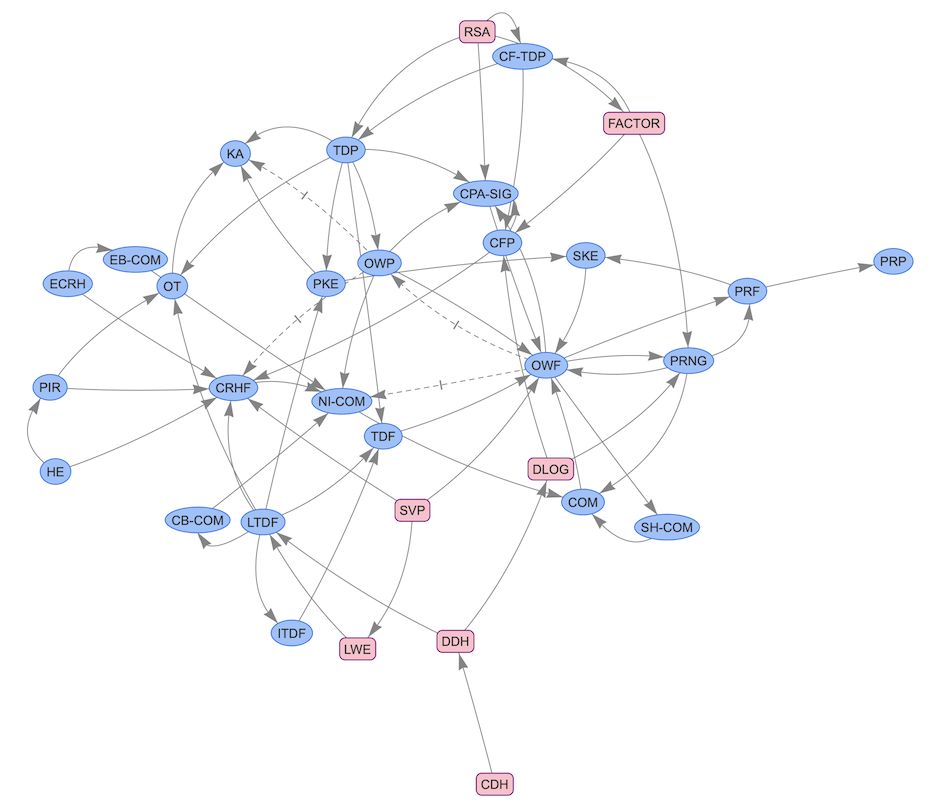 RSA
CF-TDP
FACTOR
KA
TDP
CPA-SIG
CFP
EB-COM
ECRH
OT
PKE
OWP
SKE
PRF
PRP
OWF
PRNG
PIR
CRHF
NI-COM
TDF
HE
DLOG
CB-COM
LTDF
SVP
COM
SH-COM
ITDF
LWE
DDH
CDH